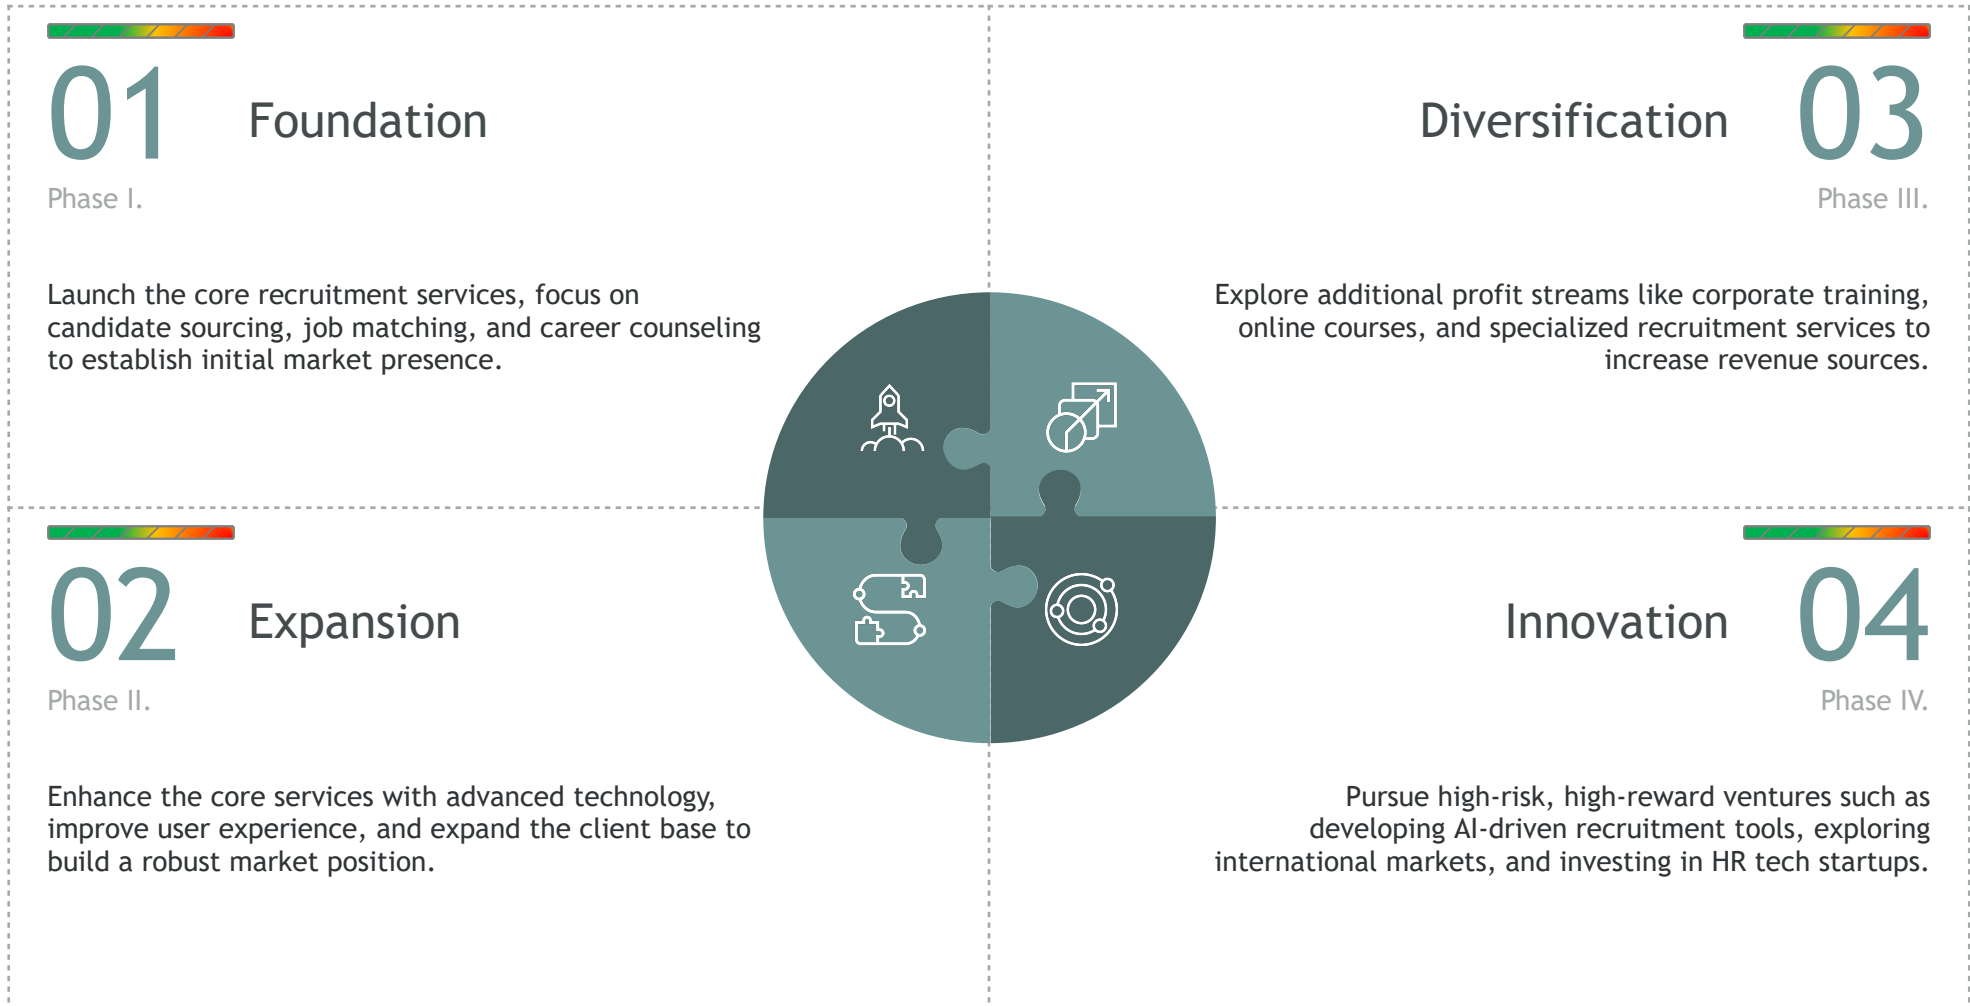 01
Foundation
Phase I.
Launch the core recruitment services, focus on
candidate sourcing, job matching, and career counseling
to establish initial market presence.
02
Expansion
Phase II.
Enhance the core services with advanced technology,
improve user experience, and expand the client base to
build a robust market position.
Diversification
03
Phase III.
Explore additional profit streams like corporate training,
online courses, and specialized recruitment services to
increase revenue sources.
Innovation
04
Phase IV.
Pursue high-risk, high-reward ventures such as
developing AI-driven recruitment tools, exploring
international markets, and investing in HR tech startups.